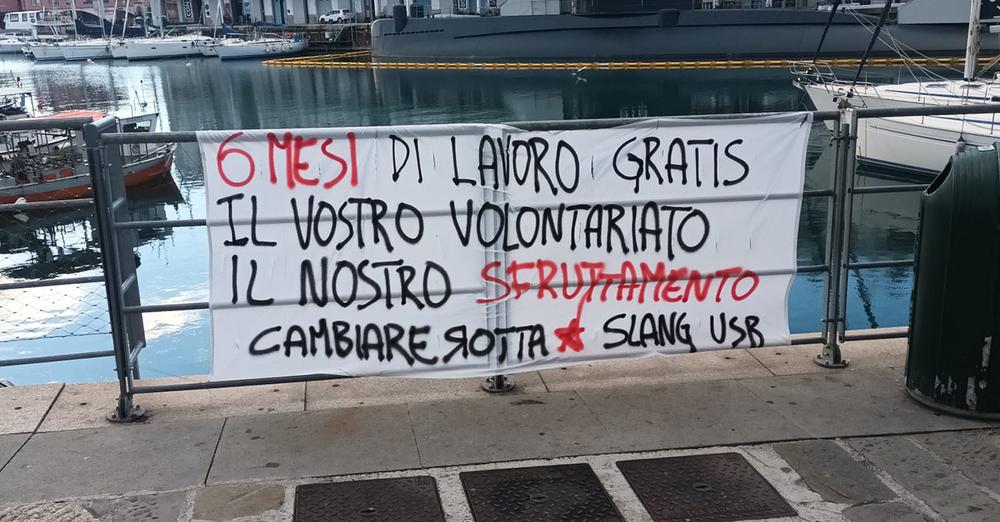 6 MESI DI LAVORO GRATIS
IL VOSTRO VOLONTARIATO
IL NOSTRO SFRUTTAMENTO
CAMBIARE ROTTA ★ SLANG USB